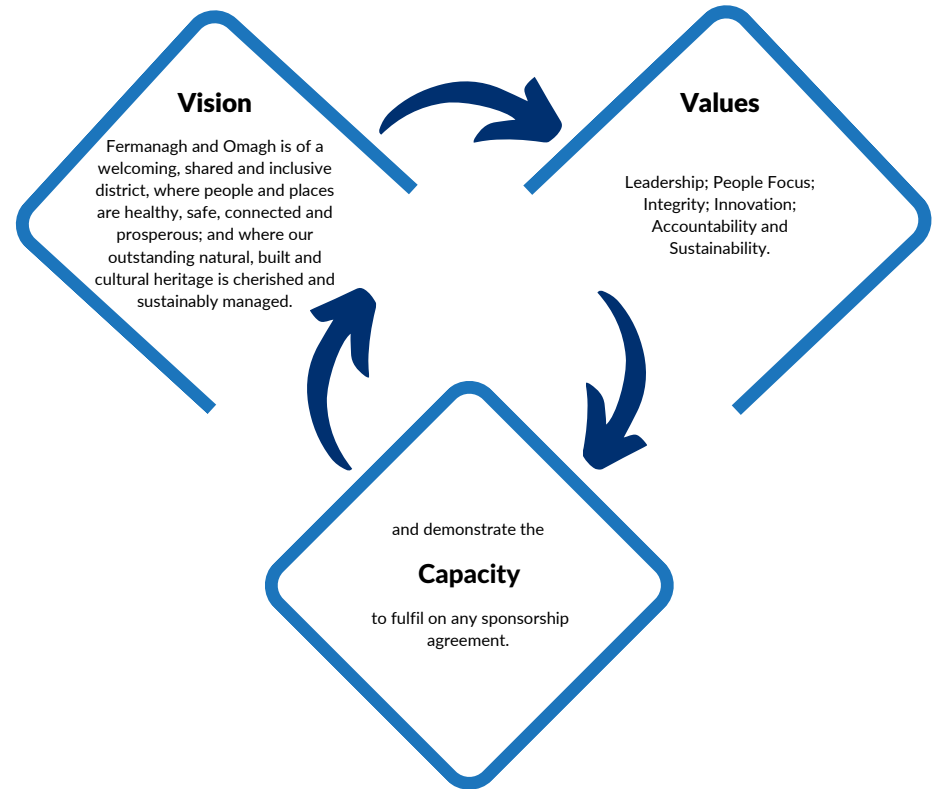 Vision
Fermanagh and Omagh is of a
welcoming, shared and inclusive
district, where people and places
are healthy, safe, connected and
prosperous; and where our
outstanding natural, built and
cultural heritage is cherished and
sustainably managed.
Values
Leadership; People Focus;
Integrity; Innovation;
Accountability and
Sustainability.
and demonstrate the
Capacity
to fulfil on any sponsorship
agreement.